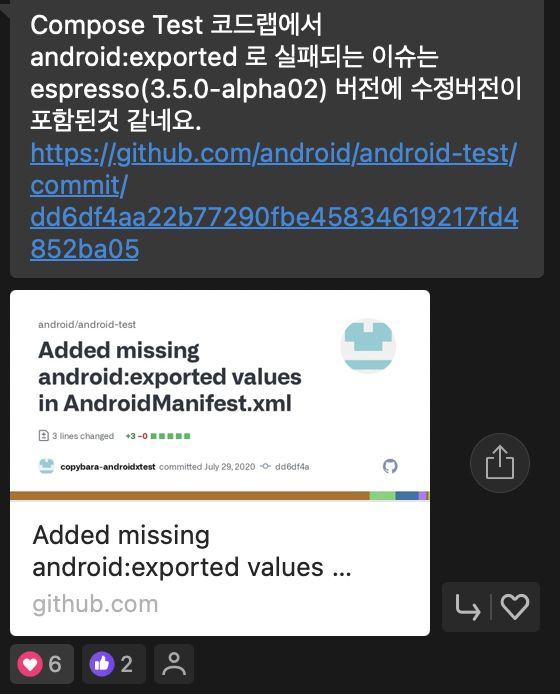 Compose Test 코드랩에서
android:exported 로 실패되는 이슈는
espresso(3.5.0-alpha02) 버전에 수정버전이
포함된것 같네요.
https://github.com/android/android-test/
commit/
dd6df4aa22b77290fbe45834619217fd4
852ba05
android/android-test
Added missing
android:exported values
in AndroidManifest.xml
3 lines changed +3 -0
copybara-androidxtest committed July 29, 2020 dd6df4a
Added missing
android:exported values ...
github.com
6 2